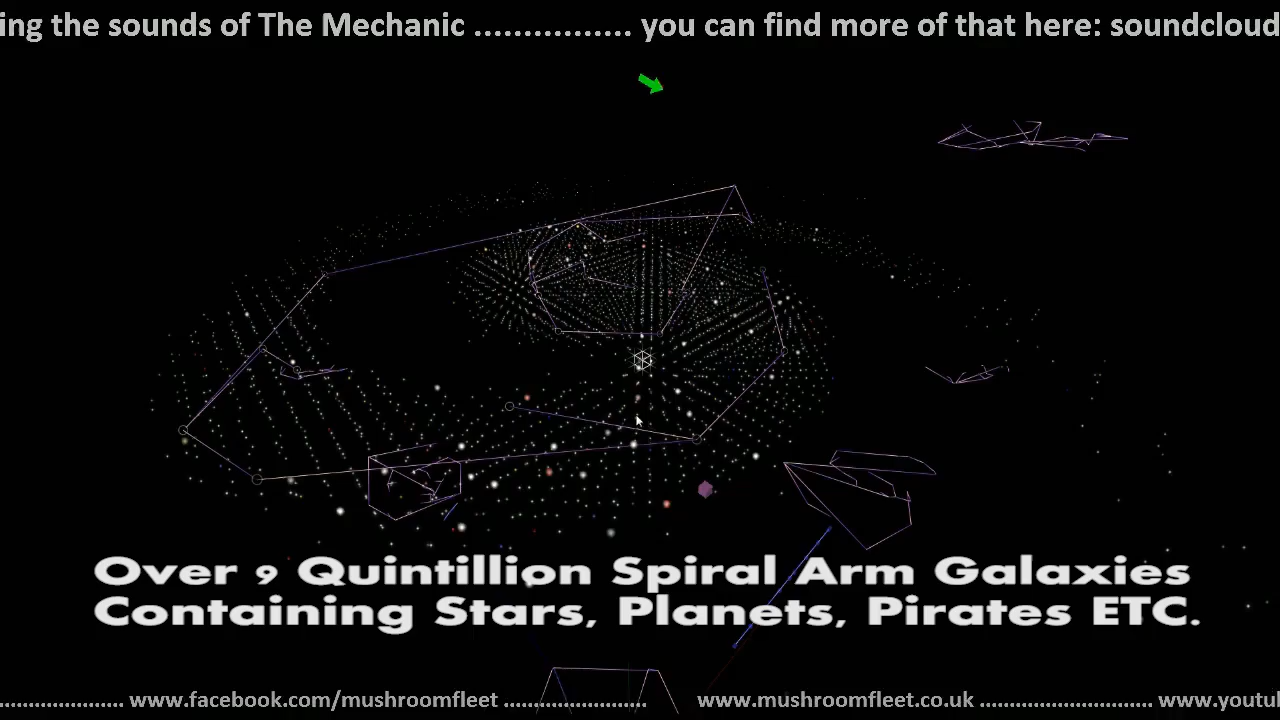 ing the sounds of The Mechanic ................ you can find more of that here: soundcloud
Over 9 Quintillion Spiral Arm Galaxies
Containing Stars, Planets, Pirates ETC.
..................... www.facebook.com/mushroomfleet ........................ www.mushroomfleet.co.uk ............................. www.youtu